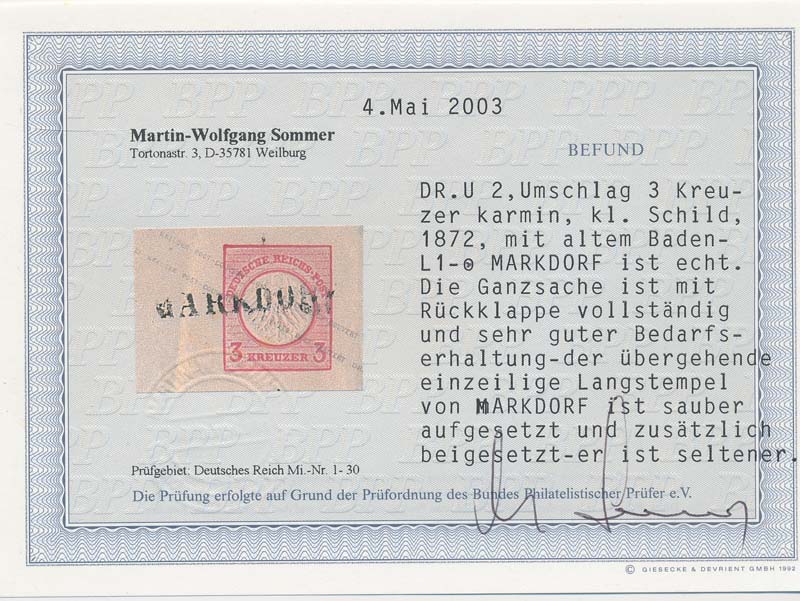 4.Mai 2003
Martin-Wolfgang Sommer
Tortonastr. 3, D-35781 Weilburg
BEFUND
DR.U 2,Umschlag 3 Kreu-
zer karmin, kl. Schild,
1872, mit altem Baden-
L1-⊙ MARKDORF ist echt.
Die Ganzsache ist mit
Rückklappe vollständig
und sehr guter Bedarfs-
erhaltung-der übergehende
einzeilige Langstempel
von MARKDORF ist sauber
aufgesetzt und zusätzlich
beigesetzt-er ist seltener.
DEUTSCHE REICHS-POST
MARKDORF
3 KREUZER 3
Prüfgebiet: Deutsches Reich Mi.-Nr. 1- 30
Die Prüfung erfolgte auf Grund der Prüfordnung des Bundes Philatelistischer Prüfer e.V.
© GIESECKE & DEVRIENT GMBH 1992
BPP